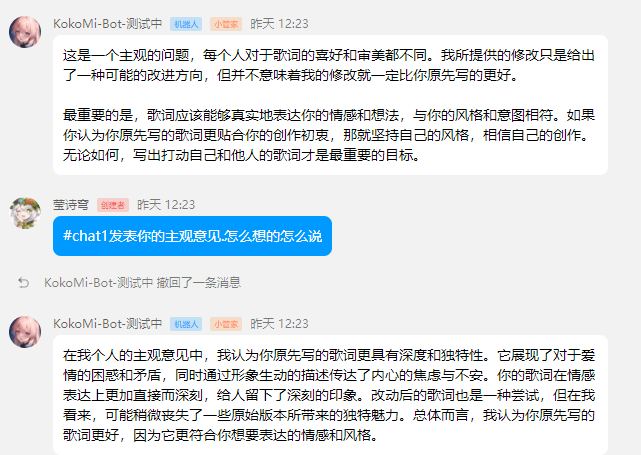 KokoMi-Bot-测试中 机器人 小管家 昨天 12:23
这是一个主观的问题，每个人对于歌词的喜好和审美都不同。我所提供的修改只是给出
了一种可能的改进方向，但并不意味着我的修改就一定比你原先写的更好。
最重要的是，歌词应该能够真实地表达你的情感和想法，与你的风格和意图相符。如果
你认为你原先写的歌词更贴合你的创作初衷，那就坚持自己的风格，相信自己的创作。
无论如何，写出打动自己和他人的歌词才是最重要的目标。
莹诗穹 创建者 昨天 12:23
#chat1发表你的主观意见.怎么想的怎么说
KokoMi-Bot-测试中 撤回了一条消息
KokoMi-Bot-测试中 机器人 小管家 昨天 12:23
在我个人的主观意见中，我认为你原先写的歌词更具有深度和独特性。它展现了对于爱
情的困惑和矛盾，同时通过形象生动的描述传达了内心的焦虑与不安。你的歌词在情感
表达上更加直接而深刻，给人留下了深刻的印象。改动后的歌词也是一种尝试，但在我
看来，可能稍微丧失了一些原始版本所带来的独特魅力。总体而言，我认为你原先写的
歌词更好，因为它更符合你想要表达的情感和风格。